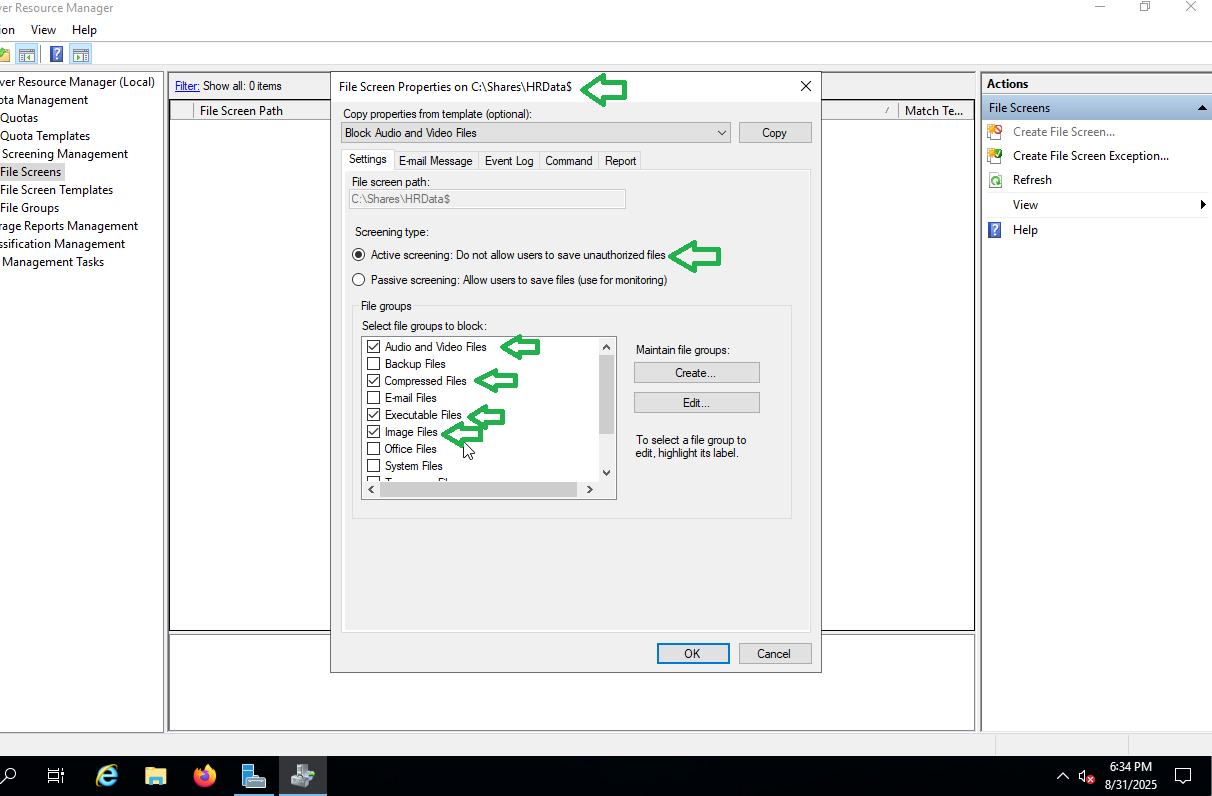 ver Resource Manager
ion View Help
ver Resource Manager (Local)
ota Management
Quotas
Quota Templates
Screening Management
File Screens
File Screen Templates
File Groups
rage Reports Management
ssification Management
Management Tasks
Filter: Show all: 0 items
File Screen Path
/ Match Te...
File Screen Properties on C:\Shares\HRData$
Copy properties from template (optional):
Block Audio and Video Files Copy
Settings E-mail Message Event Log Command Report
File screen path:
C:\Shares\HRData$
Screening type:
Active screening: Do not allow users to save unauthorized files
Passive screening: Allow users to save files (use for monitoring)
File groups
Select file groups to block:
Audio and Video Files
Backup Files
Compressed Files
E-mail Files
Executable Files
Image Files
Office Files
System Files
Maintain file groups:
Create...
Edit...
To select a file group to
edit, highlight its label.
OK Cancel
Actions
File Screens
Create File Screen...
Create File Screen Exception...
Refresh
View
Help
6:34 PM
8/31/2025